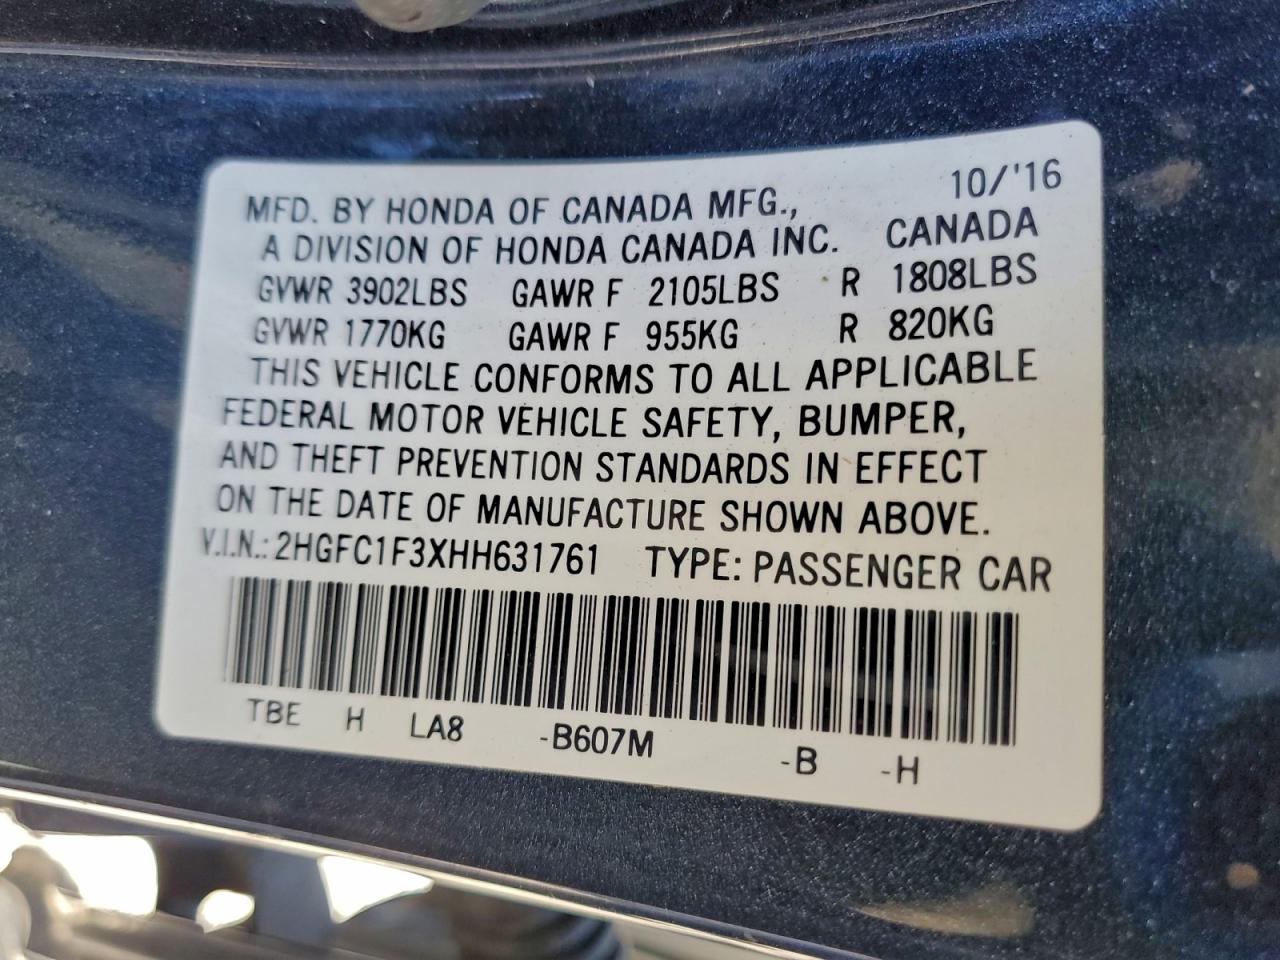 10/'16
MFD. BY HONDA OF CANADA MFG.,
A DIVISION OF HONDA CANADA INC. CANADA
GVWR 3902LBS GAWR F 2105LBS R 1808LBS
GVWR 1770KG GAWR F 955KG R 820KG
THIS VEHICLE CONFORMS TO ALL APPLICABLE
FEDERAL MOTOR VEHICLE SAFETY, BUMPER,
AND THEFT PREVENTION STANDARDS IN EFFECT
ON THE DATE OF MANUFACTURE SHOWN ABOVE.
V.I.N.: 2HGFC1F3XHH631761 TYPE: PASSENGER CAR
TBE H LA8 -B607M -B -H